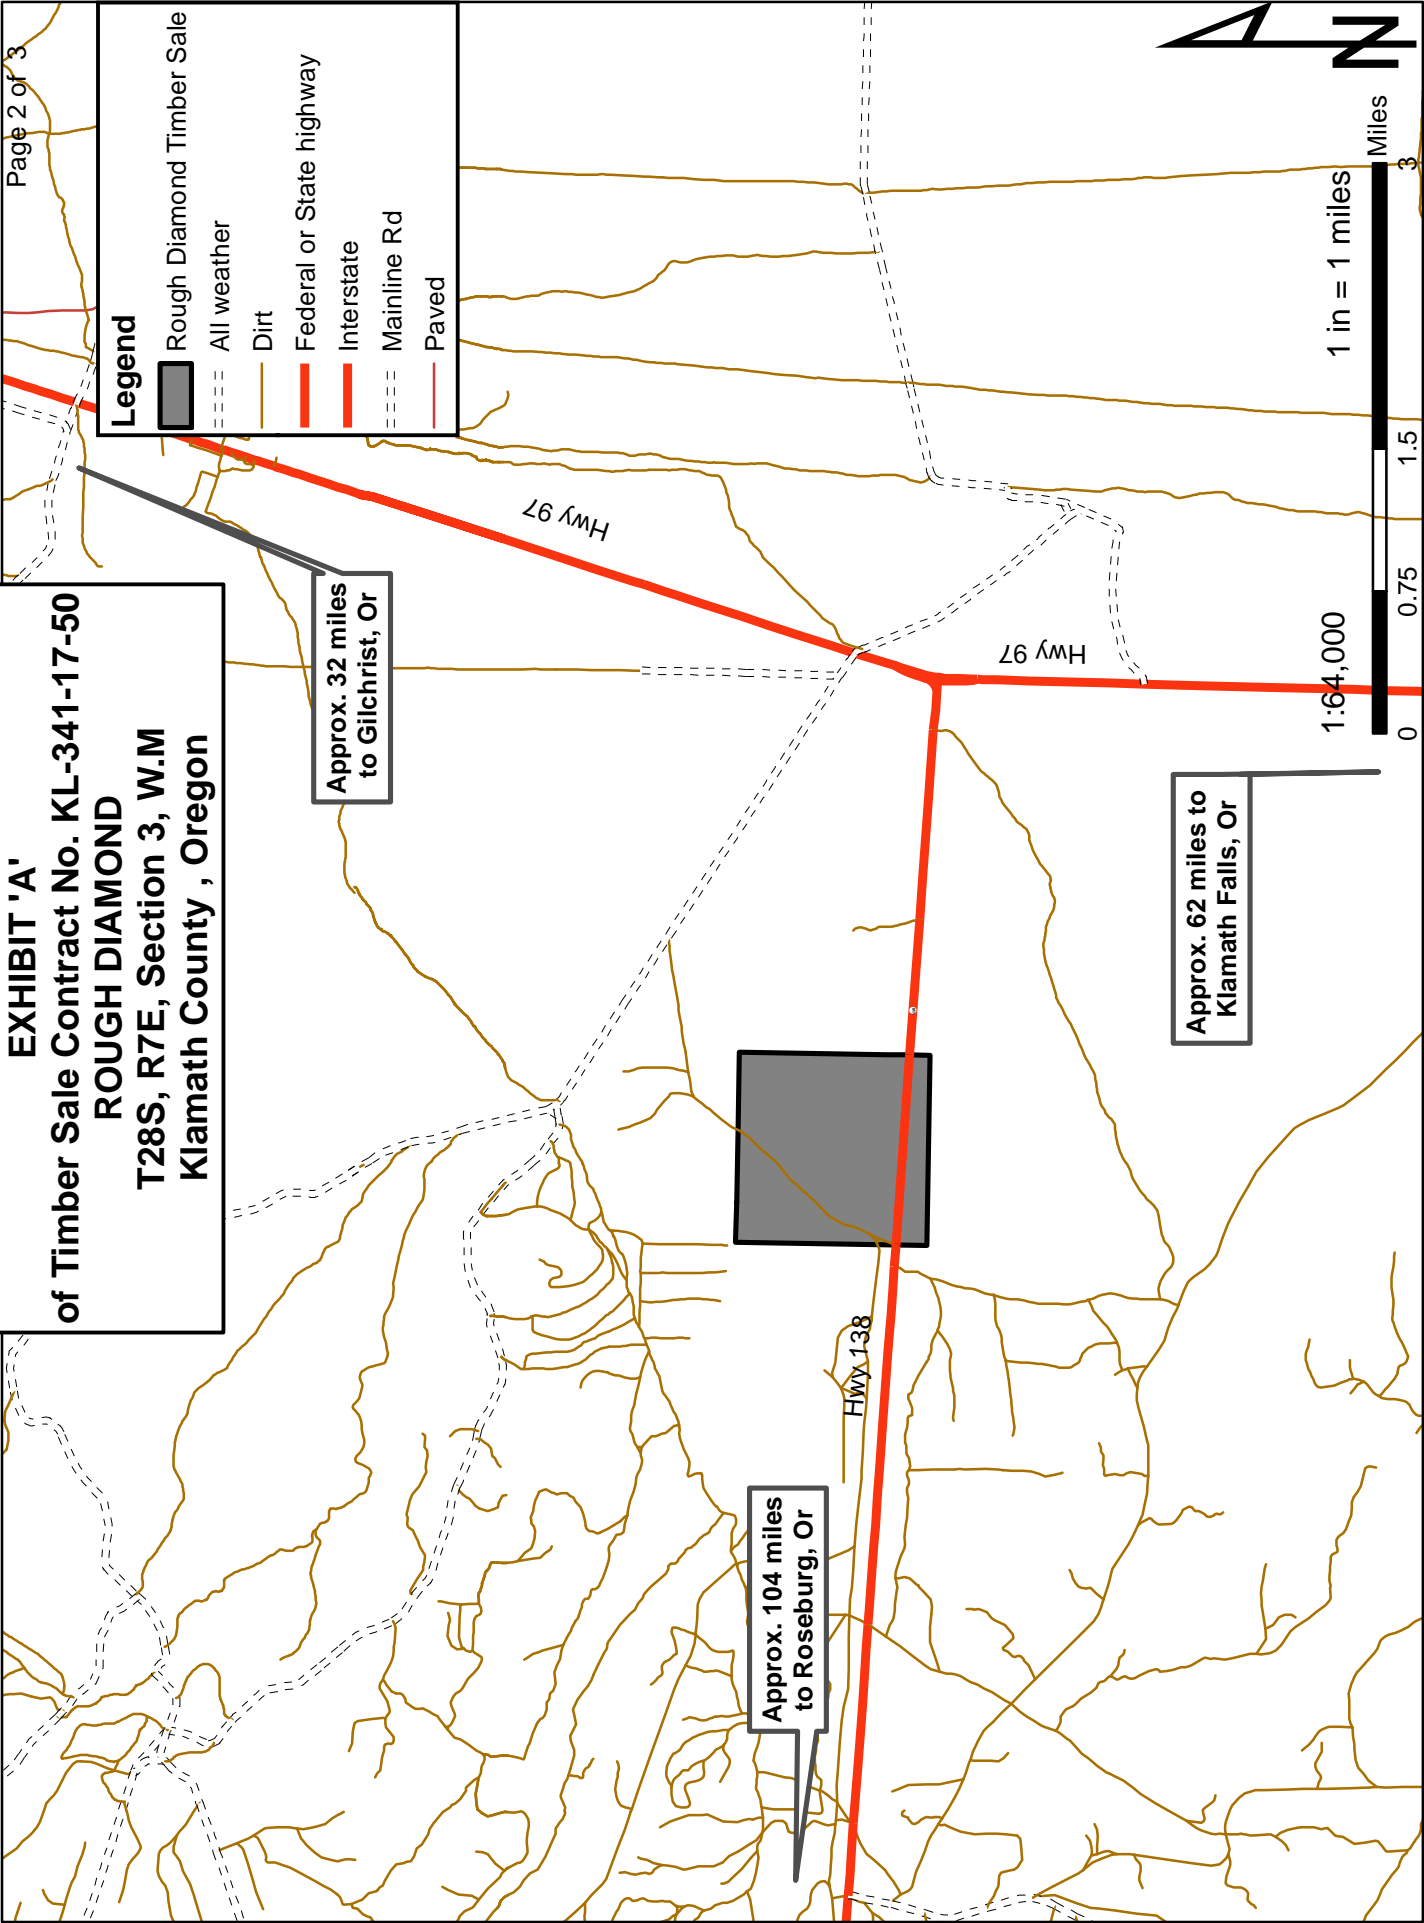 Page 2 of 3
EXHIBIT 'A'
of Timber Sale Contract No. KL-341-17-50
ROUGH DIAMOND
T28S, R7E, Section 3, W.M
Klamath County , Oregon
Legend
Rough Diamond Timber Sale
All weather
Dirt
Federal or State highway
Interstate
Mainline Rd
Paved
Approx. 32 miles
to Gilchrist, Or
Hwy 97
Hwy 97
Hwy 138
Approx. 104 miles
to Roseburg, Or
Approx. 62 miles to
Klamath Falls, Or
1:64,000
1 in = 1 miles
0 0.75 1.5 3
Miles
N